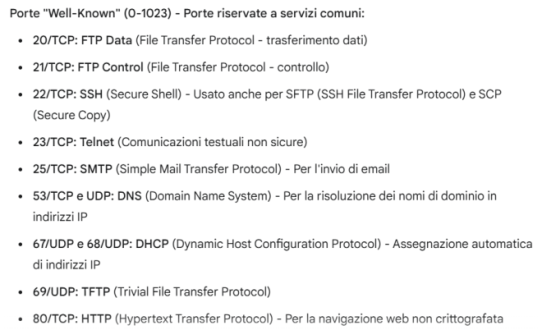 Porte "Well-Known" (0-1023) - Porte riservate a servizi comuni:
• 20/TCP: FTP Data (File Transfer Protocol - trasferimento dati)
• 21/TCP: FTP Control (File Transfer Protocol - controllo)
• 22/TCP: SSH (Secure Shell) - Usato anche per SFTP (SSH File Transfer Protocol) e SCP
(Secure Copy)
• 23/TCP: Telnet (Comunicazioni testuali non sicure)
• 25/TCP: SMTP (Simple Mail Transfer Protocol) - Per l'invio di email
• 53/TCP e UDP: DNS (Domain Name System) - Per la risoluzione dei nomi di dominio in
indirizzi IP
• 67/UDP e 68/UDP: DHCP (Dynamic Host Configuration Protocol) - Assegnazione automatica
di indirizzi IP
• 69/UDP: TFTP (Trivial File Transfer Protocol)
• 80/TCP: HTTP (Hypertext Transfer Protocol) - Per la navigazione web non crittografata